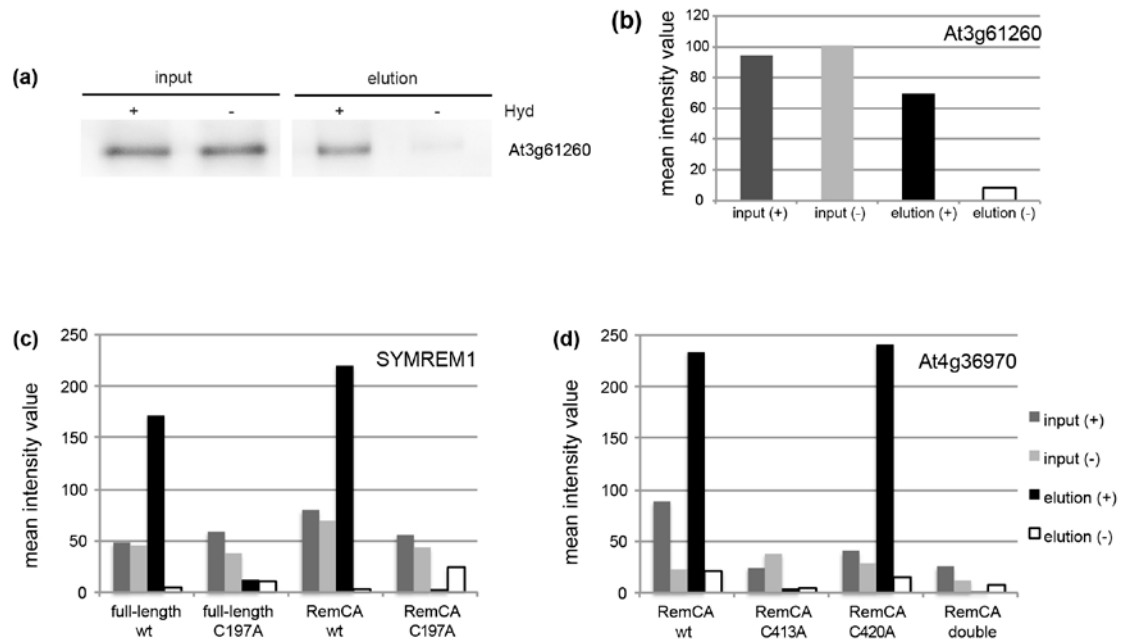 (a)
input
elution
+
-
+
-
Hyd
At3g61260
(b)
At3g61260
mean intensity value
120
100
80
60
40
20
0
input (+)
input (-)
elution (+)
elution (-)
(c)
SYMREM1
mean intensity value
250
200
150
100
50
0
full-length
wt
full-length
C197A
RemCA
wt
RemCA
C197A
(d)
At4g36970
mean intensity value
250
200
150
100
50
0
RemCA
wt
RemCA
C413A
RemCA
C420A
RemCA
double
input (+)
input (-)
elution (+)
elution (-)